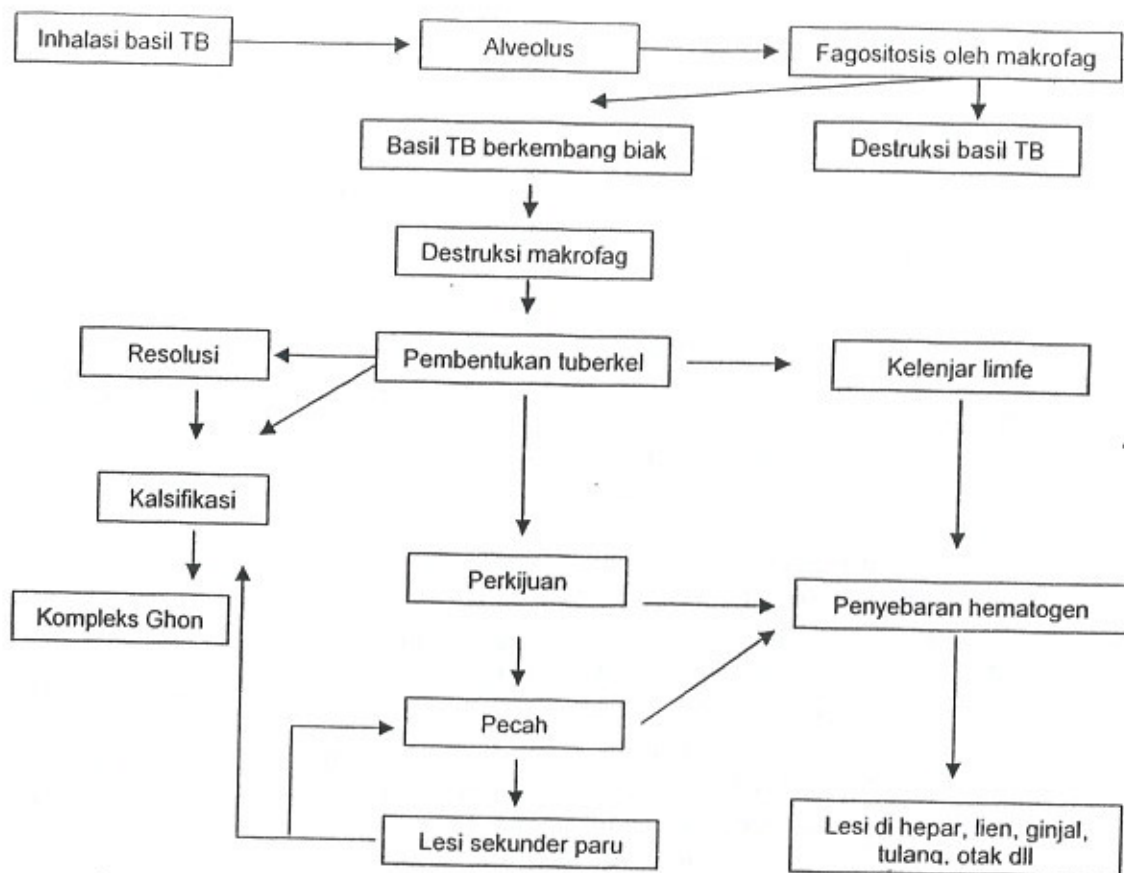 Inhalasi basil TB
Alveolus
Fagositosis oleh makrofag
Basil TB berkembang biak
Destruksi basil TB
Destruksi makrofag
Resolusi
Pembentukan tuberkel
Kelenjar limfe
Kalsifikasi
Perkijuan
Kompleks Ghon
Penyebaran hematogen
Pecah
Lesi sekunder paru
Lesi di hepar, lien, ginjal,
tulang, otak dll